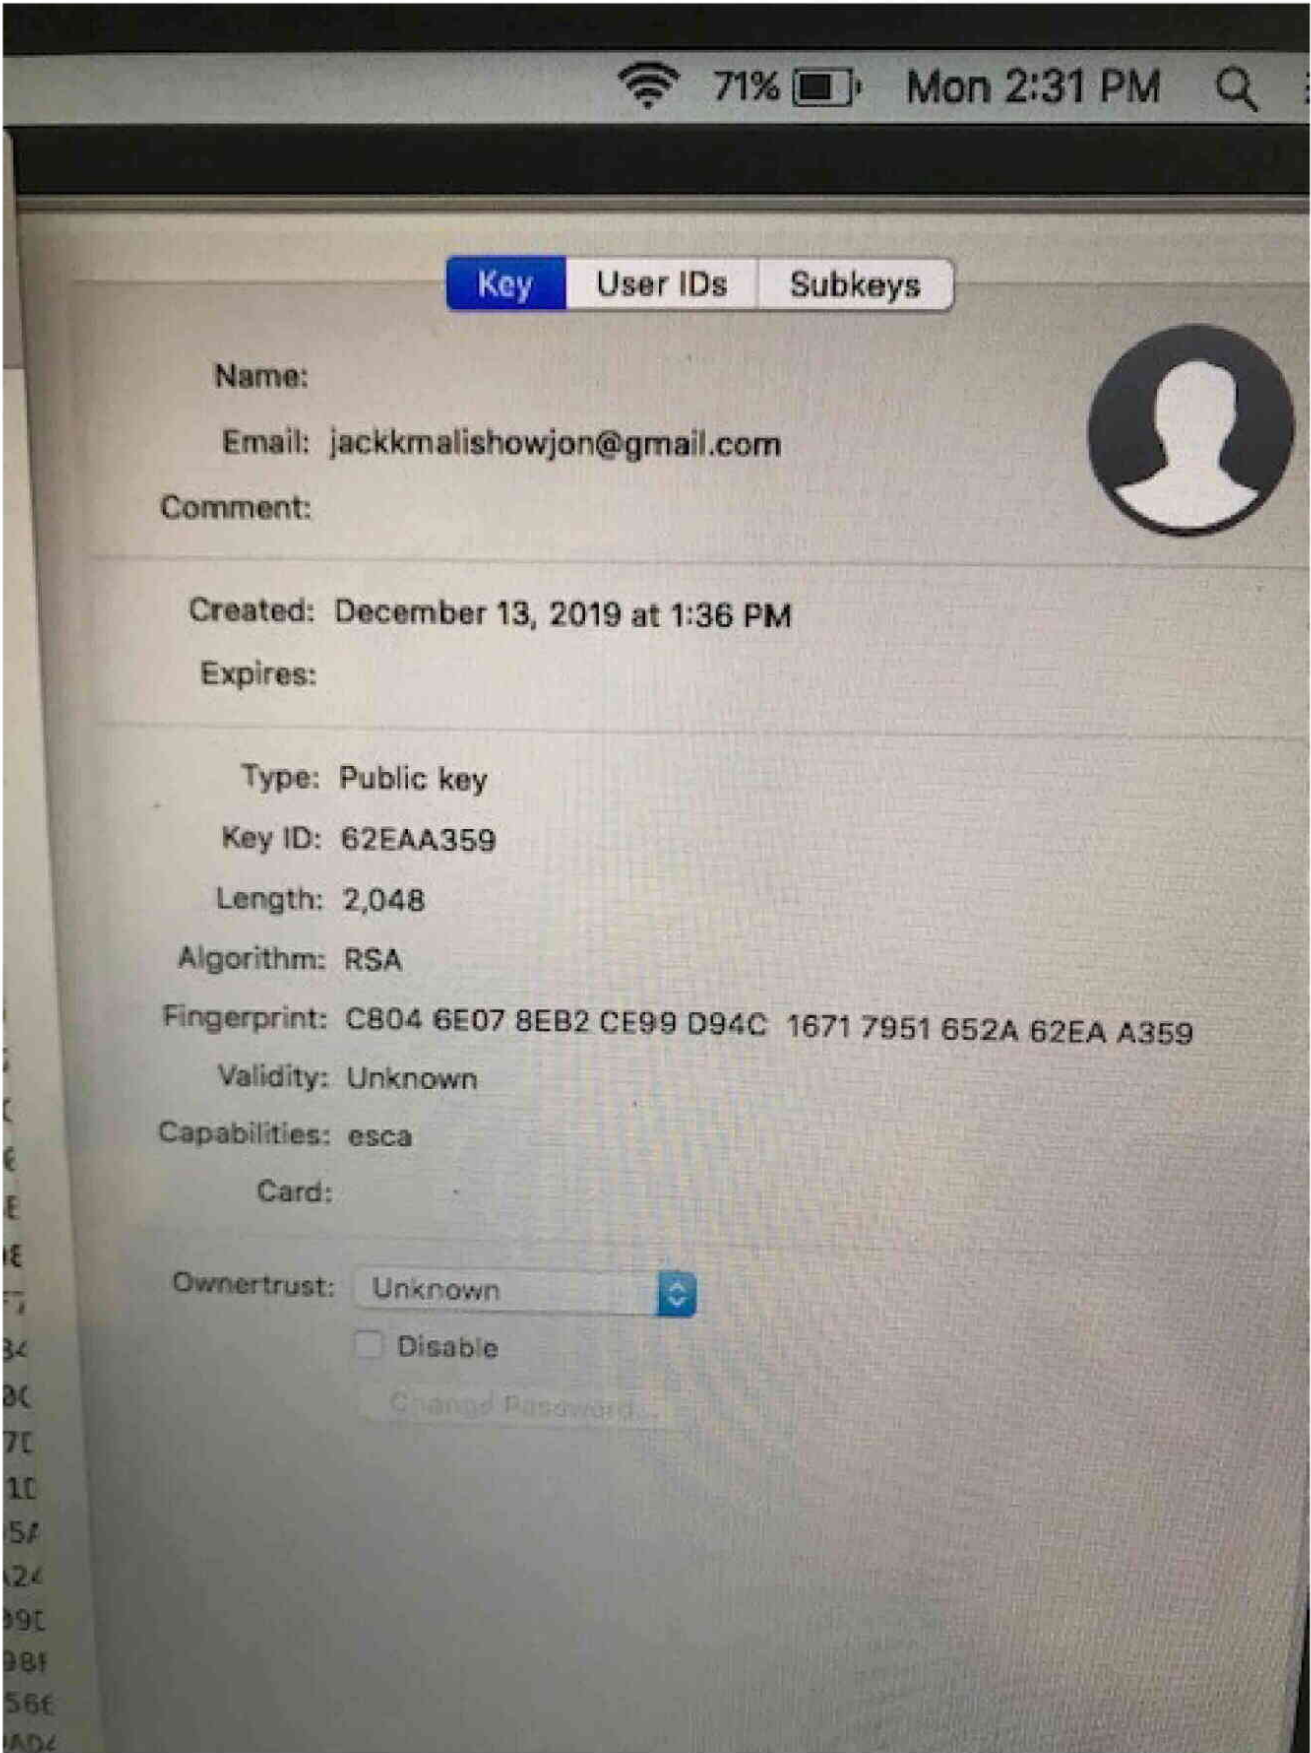 71% Mon 2:31 PM
Key User IDs Subkeys
Name:
Email: jackkmalishowjon@gmail.com
Comment:
Created: December 13, 2019 at 1:36 PM
Expires:
Type: Public key
Key ID: 62EAA359
Length: 2,048
Algorithm: RSA
Fingerprint: C804 6E07 8EB2 CE99 D94C 1671 7951 652A 62EA A359
Validity: Unknown
Capabilities: esca
Card:
Ownertrust: Unknown
Disable
Change Password...